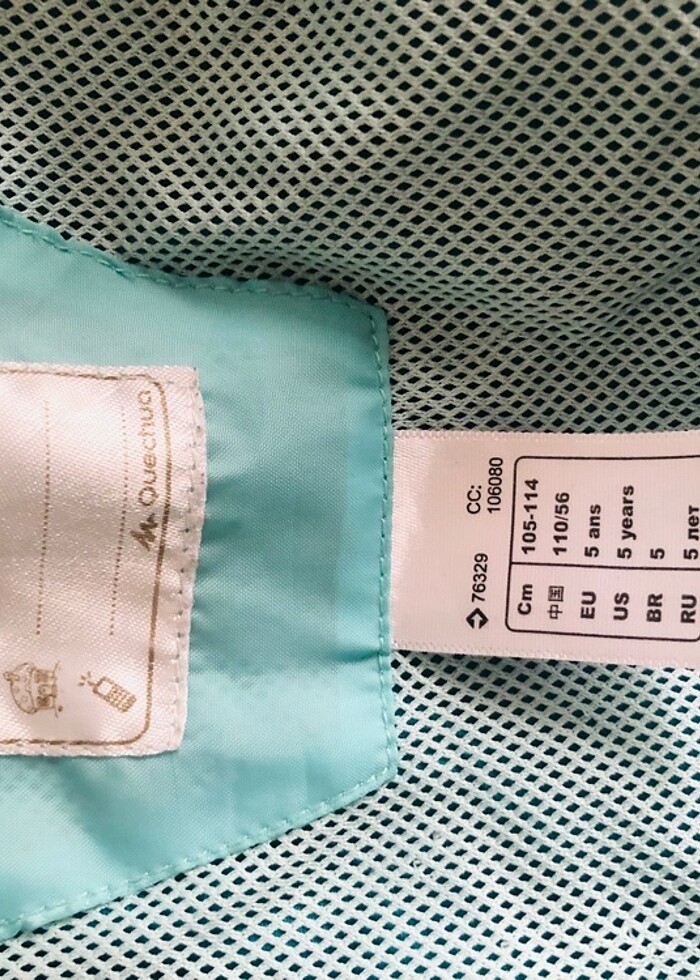 Quechua
76329
CC:
106080
Cm 105-114
中国 110/56
EU 5 ans
US 5 years
BR 5
RU 5 лет